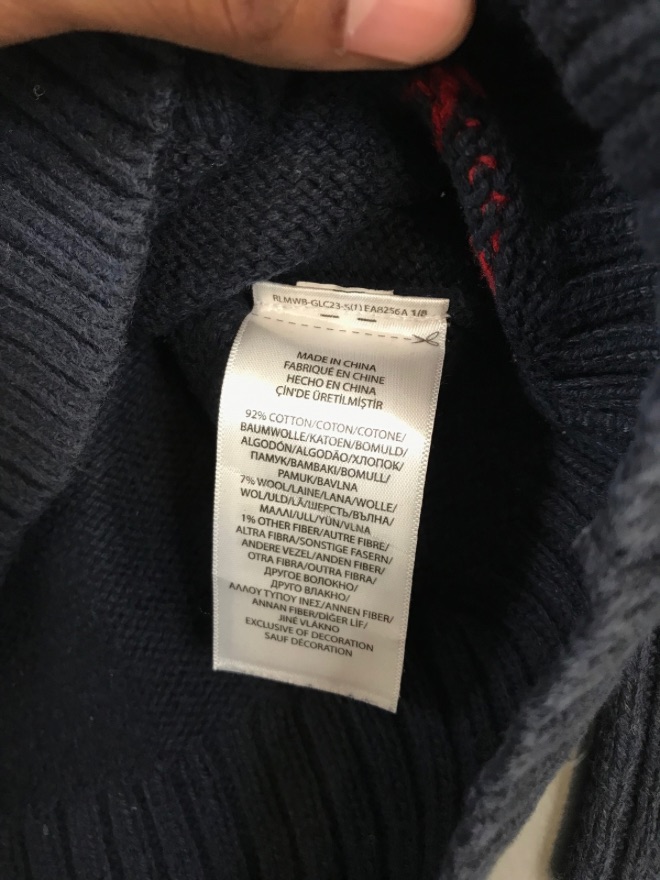 RLMWB-GLC23-S(1)EA8256A 1/8
MADE IN CHINA
FABRIQUÉ EN CHINE
HECHO EN CHINA
ÇİN'DE ÜRETİLMİŞTİR
92% COTTON/COTON/COTONE/
BAUMWOLLE/KATOEN/BOMULD/
ALGODÓN/ALGODÃO/ХЛОПОК/
ПАМУК/ΒΑΜΒΑΚΙ/BOMULL/
PAMUK/BAVLNA
7% WOOL/LAINE/LANA/WOLLE/
WOL/ULD/LÃ/ШЕРСТЬ/ВЪЛНА/
ΜΑΛΛΙ/ULL/YÜN/VLNA
1% OTHER FIBER/AUTRE FIBRE/
ALTRA FIBRA/SONSTIGE FASERN/
ANDERE VEZEL/ANDEN FIBER/
OTRA FIBRA/OUTRA FIBRA/
ДРУГОЕ ВОЛОКНО/
ДРУГО ВЛАКНО/
ΑΛΛΟΥ ΤΥΠΟΥ ΙΝΕΣ/ANNEN FIBER/
ANNAN FIBER/DİĞER LİF/
JINÉ VLÁKNO
EXCLUSIVE OF DECORATION
SAUF DÉCORATION